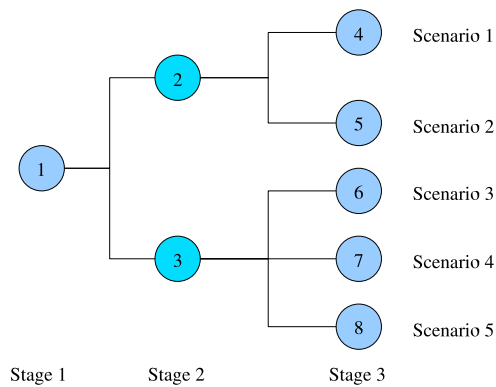 4 Scenario 1
2
5 Scenario 2
1
6 Scenario 3
3 7 Scenario 4
8 Scenario 5
Stage 1 Stage 2 Stage 3